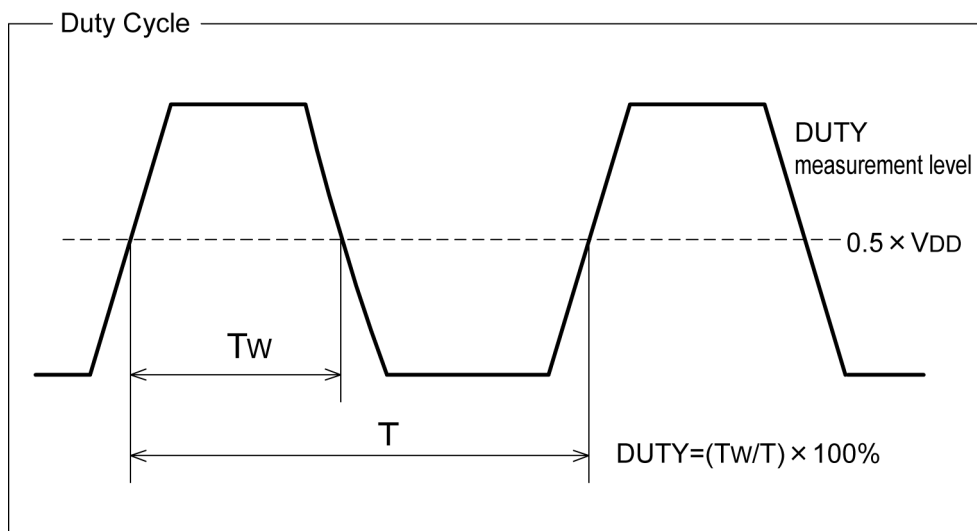 Duty Cycle
DUTY
measurement level
0.5 × VDD
TW
T
DUTY=(TW/T) × 100%